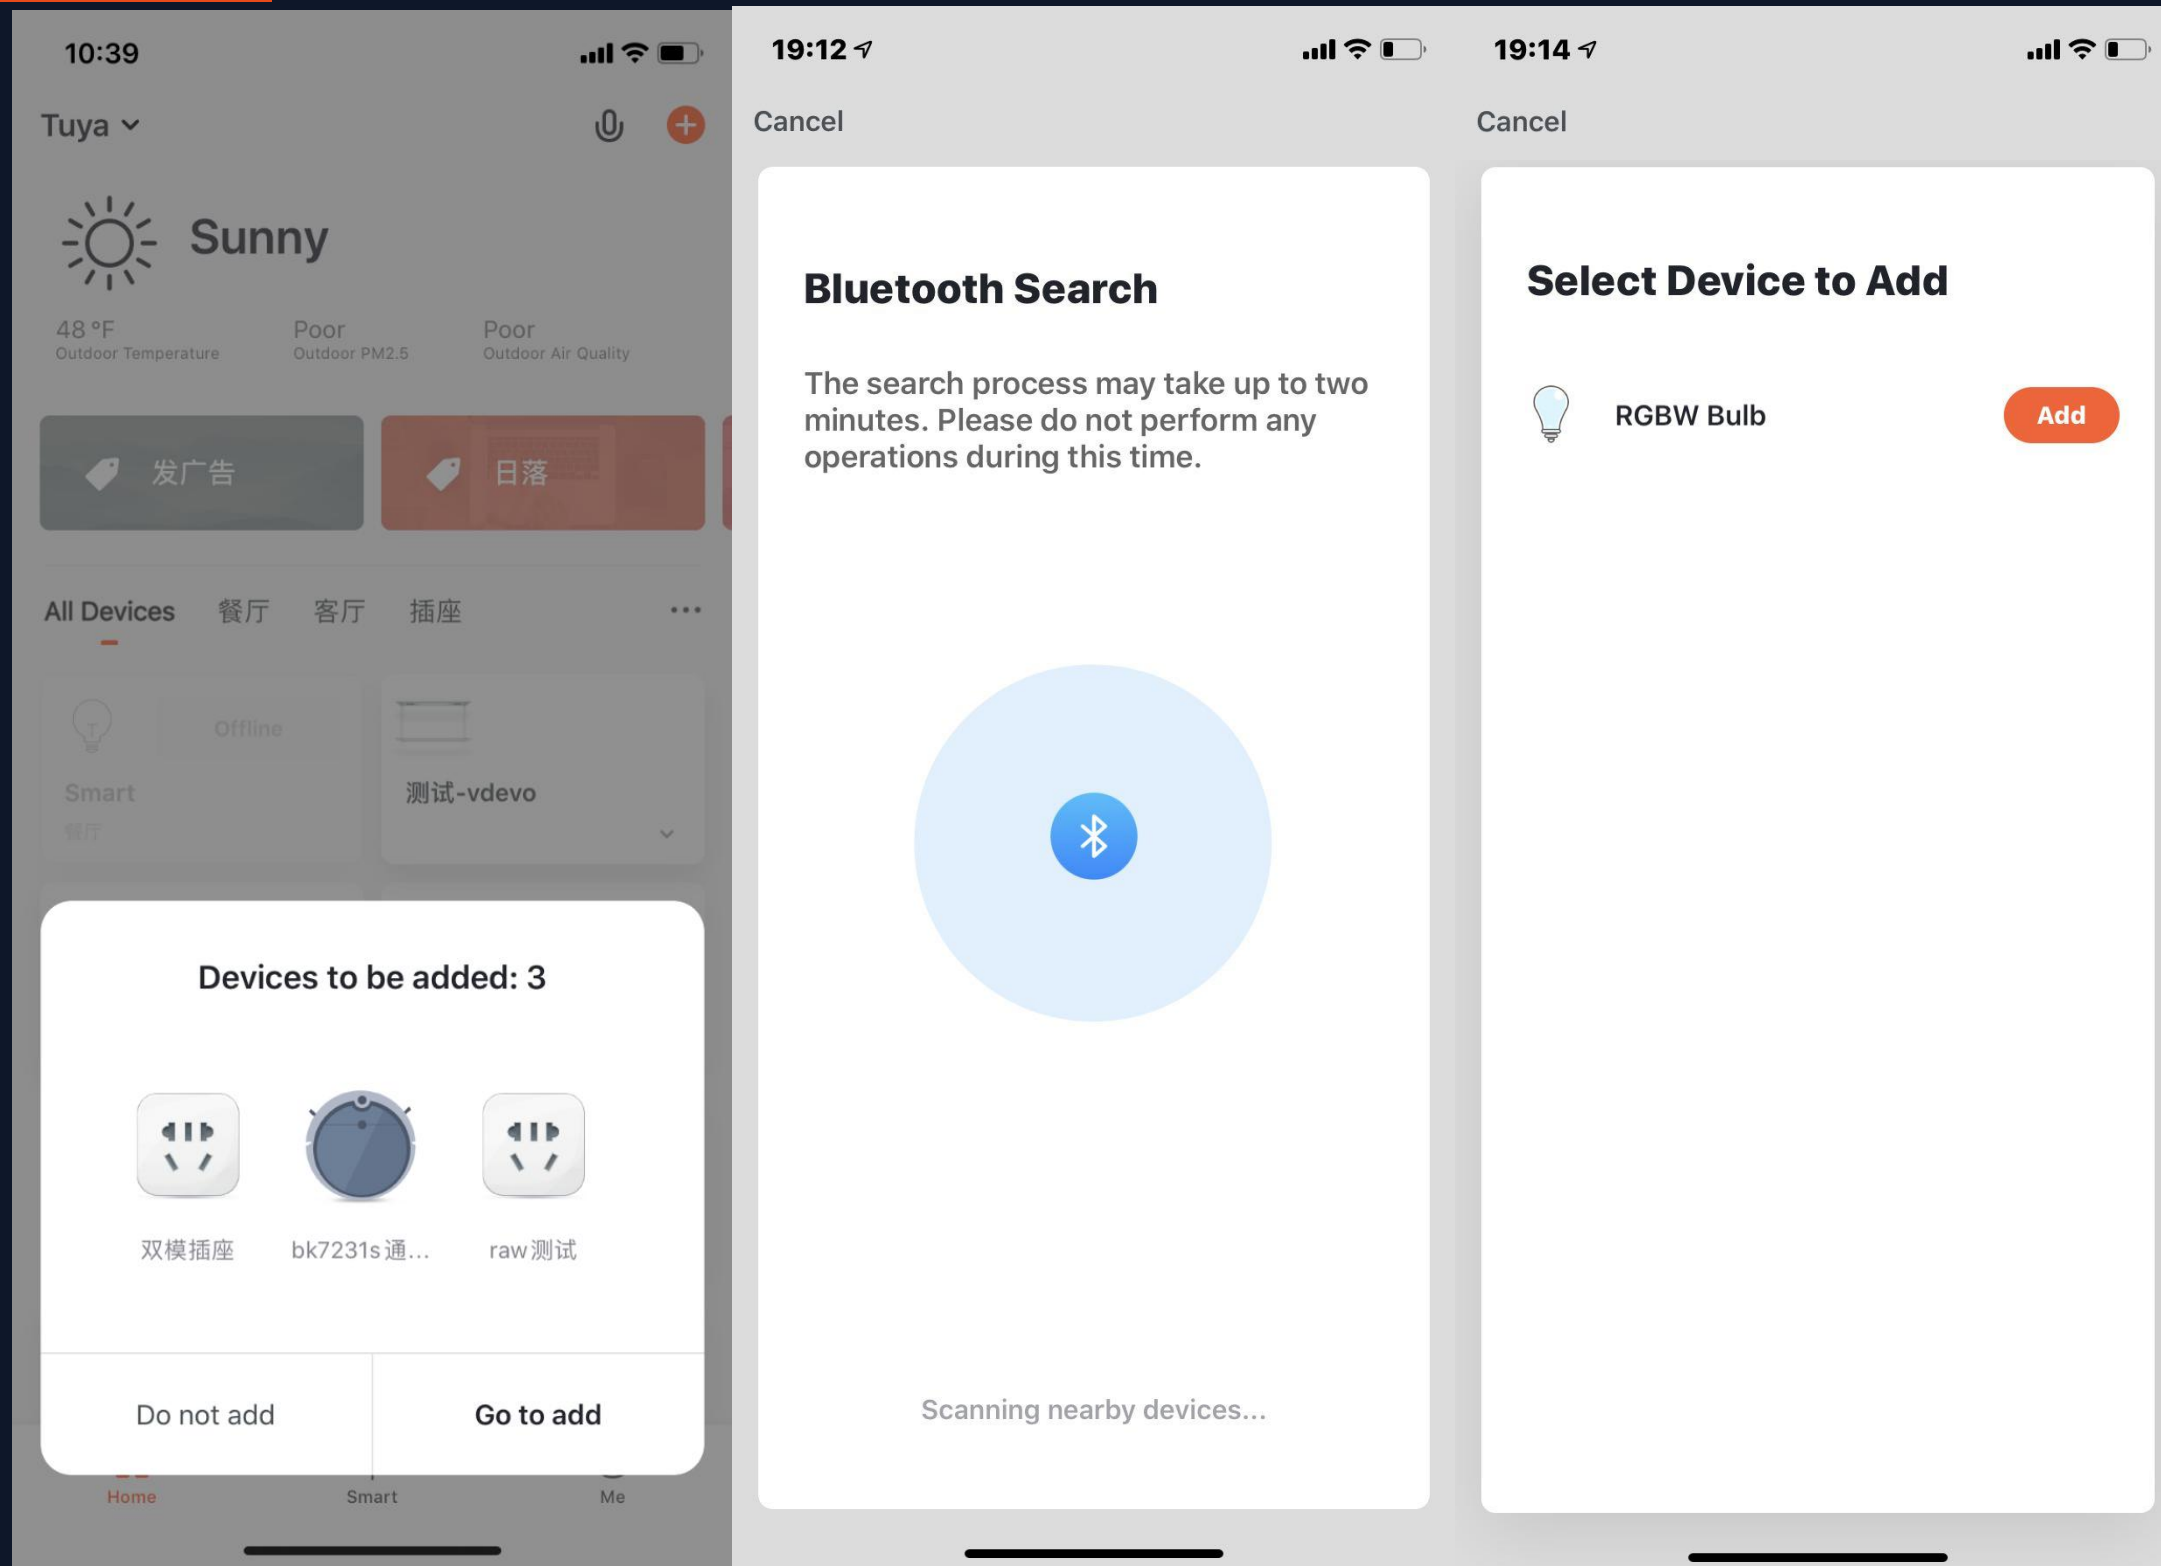 10:39
Tuya
Sunny
48 °F
Outdoor Temperature
Poor
Outdoor PM2.5
Poor
Outdoor Air Quality
发广告
日落
All Devices 餐厅 客厅 插座
Offline
Smart
餐厅
测试-vdevo
Devices to be added: 3
双模插座
bk7231s通...
raw测试
Do not add
Go to add
Home
Smart
Me
19:12
Cancel
Bluetooth Search
The search process may take up to two
minutes. Please do not perform any
operations during this time.
Scanning nearby devices...
19:14
Cancel
Select Device to Add
RGBW Bulb
Add